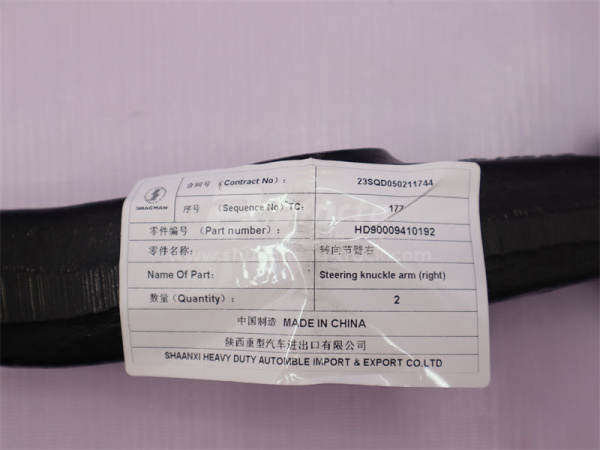 SHACMAN
合同号 （Contract No）： 23SQD050211744
序号 （Sequence No）TC： 177
零件编号 （Part number）： HD90009410192
零件名称： 转向节臂右
Name Of Part： Steering knuckle arm (right)
数量（Quantity）： 2
中国制造 MADE IN CHINA
陕西重型汽车进出口有限公司
SHAANXI HEAVY DUTY AUTOMBLE IMPORT & EXPORT CO.,LTD